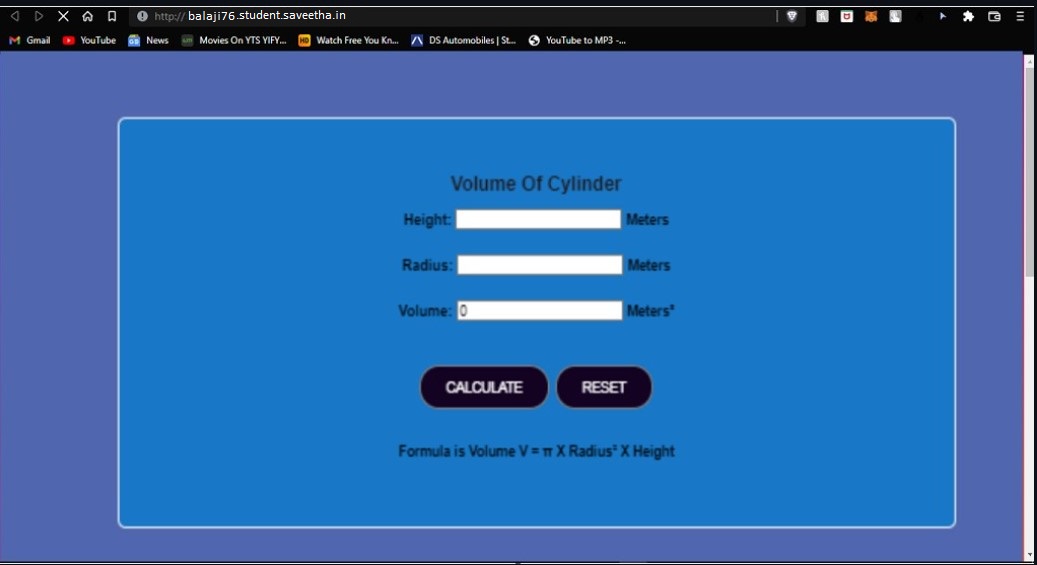 http:// balaji76.student.saveetha.in
Gmail YouTube News Movies On YTS YIFY... Watch Free You Kn... DS Automobiles | St... YouTube to MP3 -...
Volume Of Cylinder
Height: Meters
Radius: Meters
Volume: 0 Meters³
CALCULATE RESET
Formula is Volume V = π X Radius² X Height